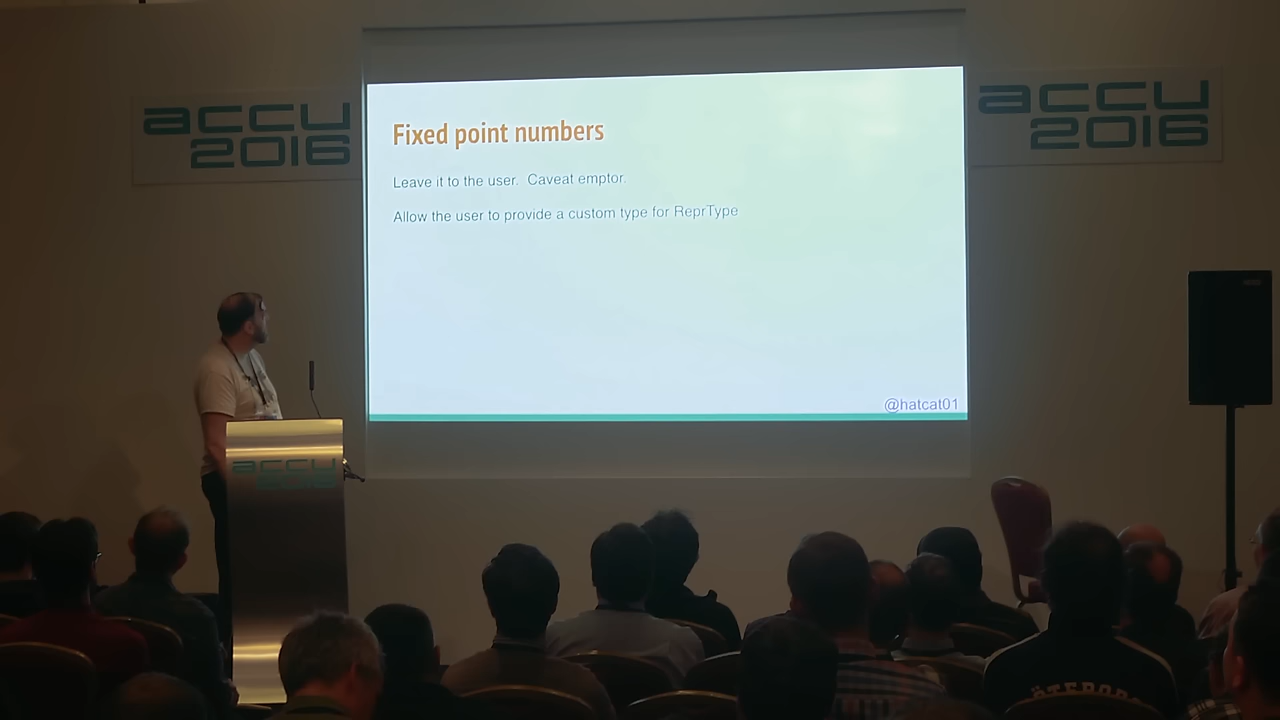 accu
2016
accu
2016
Fixed point numbers
Leave it to the user. Caveat emptor.
Allow the user to provide a custom type for ReprType
@hatcat01
accu